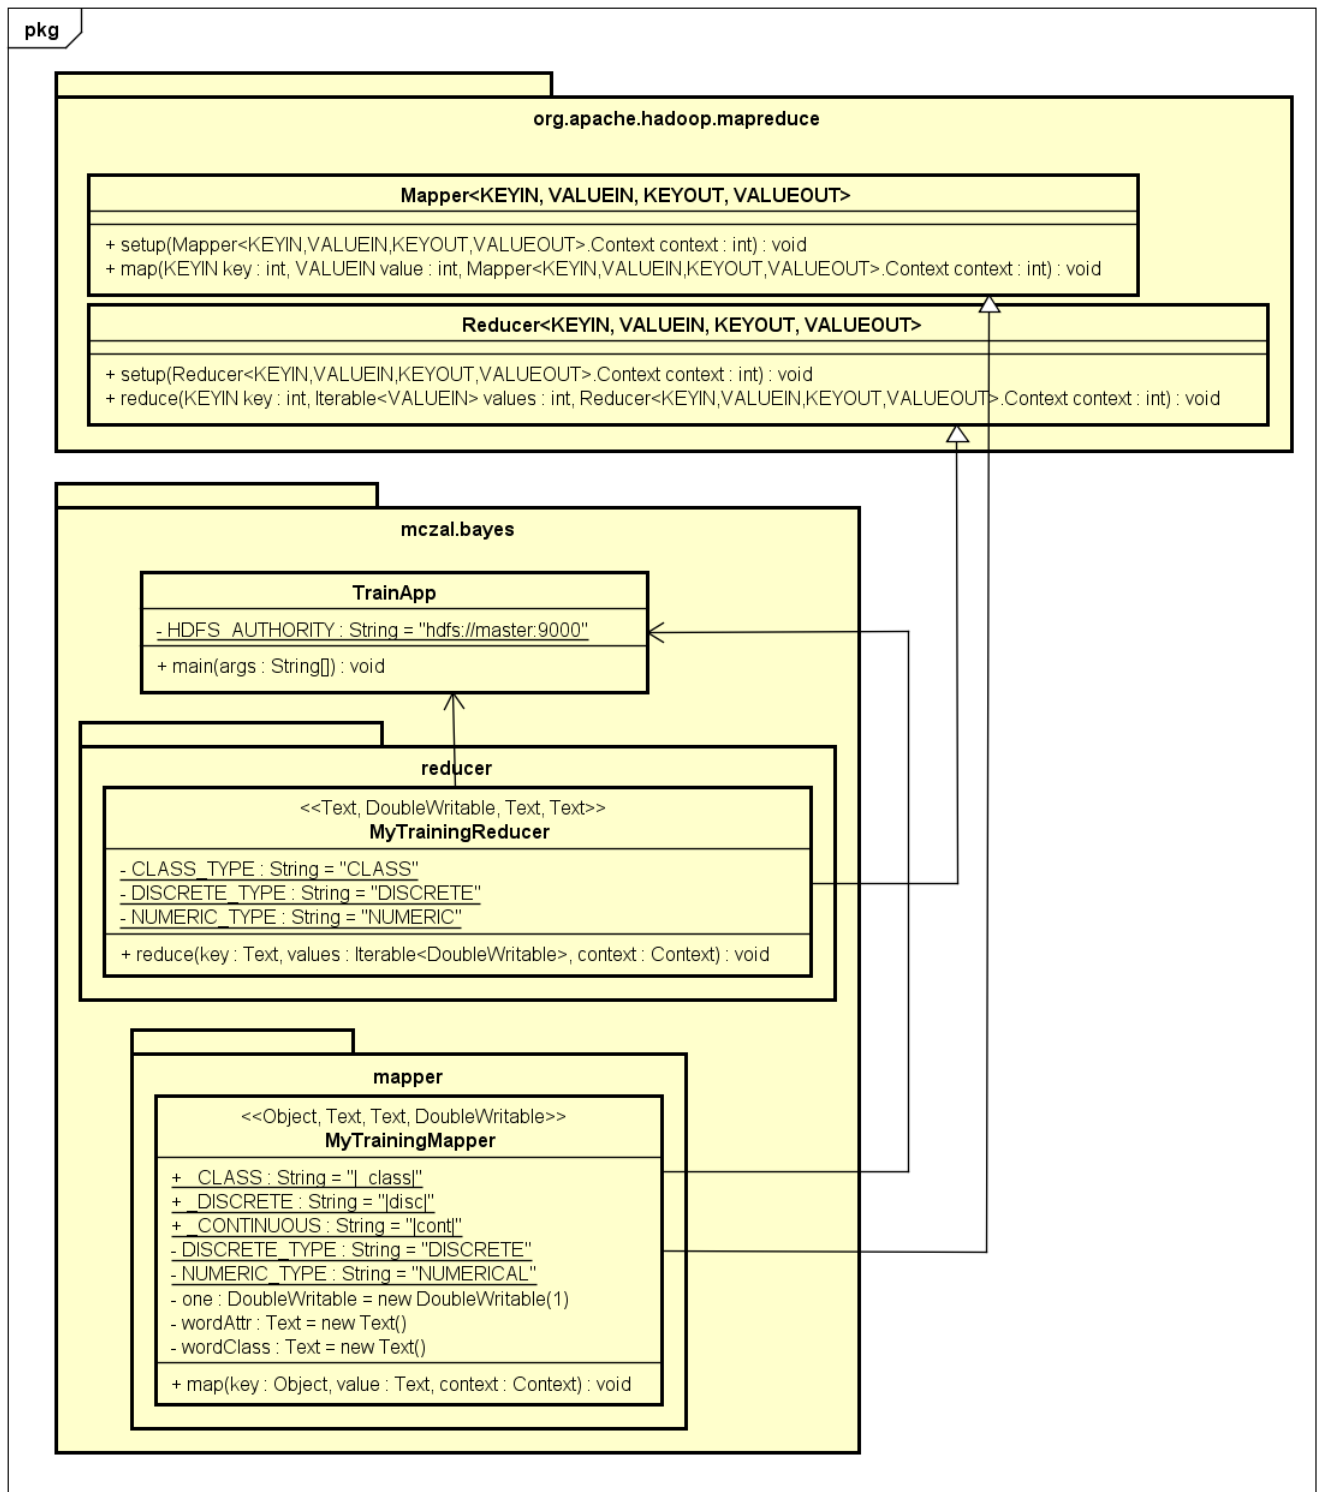 pkg
org.apache.hadoop.mapreduce
Mapper<KEYIN, VALUEIN, KEYOUT, VALUEOUT>
+ setup(Mapper<KEYIN,VALUEIN,KEYOUT,VALUEOUT>.Context context : int) : void
+ map(KEYIN key : int, VALUEIN value : int, Mapper<KEYIN,VALUEIN,KEYOUT,VALUEOUT>.Context context : int) : void
Reducer<KEYIN, VALUEIN, KEYOUT, VALUEOUT>
+ setup(Reducer<KEYIN,VALUEIN,KEYOUT,VALUEOUT>.Context context : int) : void
+ reduce(KEYIN key : int, Iterable<VALUEIN> values : int, Reducer<KEYIN,VALUEIN,KEYOUT,VALUEOUT>.Context context : int) : void
mczal.bayes
TrainApp
- HDFS_AUTHORITY : String = "hdfs://master:9000"
+ main(args : String[]) : void
reducer
<<Text, DoubleWritable, Text, Text>>
MyTrainingReducer
- CLASS_TYPE : String = "CLASS"
- DISCRETE_TYPE : String = "DISCRETE"
- NUMERIC_TYPE : String = "NUMERIC"
+ reduce(key : Text, values : Iterable<DoubleWritable>, context : Context) : void
mapper
<<Object, Text, Text, DoubleWritable>>
MyTrainingMapper
+ _CLASS : String = "|_class|"
+ _DISCRETE : String = "|disc|"
+ _CONTINUOUS : String = "|cont|"
- DISCRETE_TYPE : String = "DISCRETE"
- NUMERIC_TYPE : String = "NUMERICAL"
- one : DoubleWritable = new DoubleWritable(1)
- wordAttr : Text = new Text()
- wordClass : Text = new Text()
+ map(key : Object, value : Text, context : Context) : void